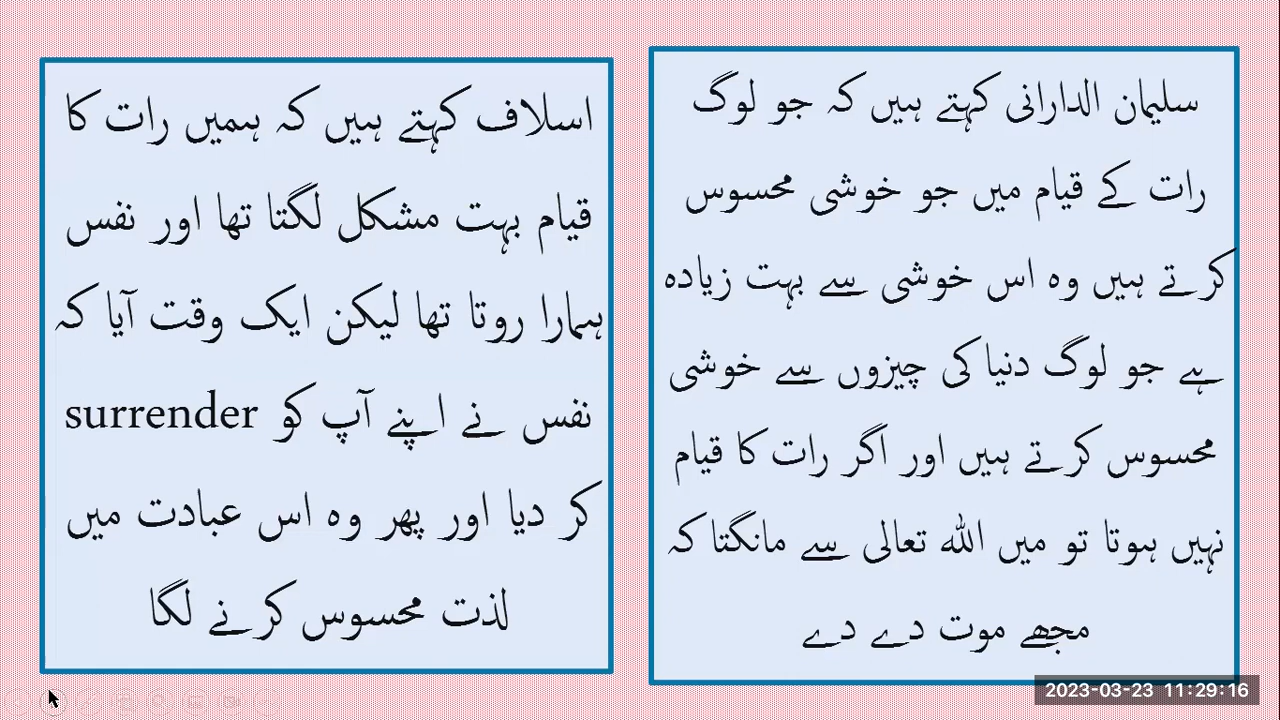 سلیمان الدارانی کہتے ہیں کہ جو لوگ
رات کے قیام میں جو خوشی محسوس
کرتے ہیں وہ اس خوشی سے بہت زیادہ
ہے جو لوگ دنیا کی چیزوں سے خوشی
محسوس کرتے ہیں اور اگر رات کا قیام
نہیں ہوتا تو میں اللہ تعالی سے مانگتا کہ
مجھے موت دے دے
اسلاف کہتے ہیں کہ ہمیں رات کا
قیام بہت مشکل لگتا تھا اور نفس
ہمارا روتا تھا لیکن ایک وقت آیا کہ
نفس نے اپنے آپ کو surrender
کر دیا اور پھر وہ اس عبادت میں
لذت محسوس کرنے لگا
2023-03-23 11:29:16